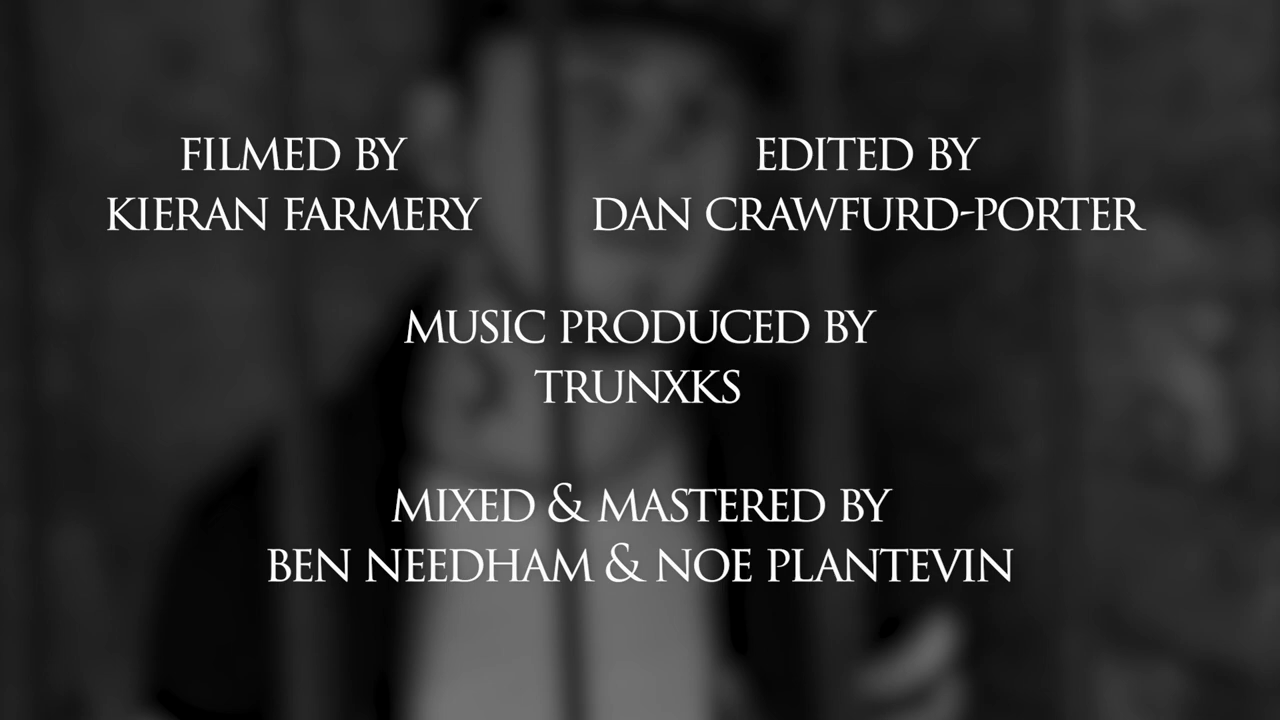 FILMED BY
KIERAN FARMERY
EDITED BY
DAN CRAWFURD-PORTER
MUSIC PRODUCED BY
TRUNXKS
MIXED & MASTERED BY
BEN NEEDHAM & NOE PLANTEVIN